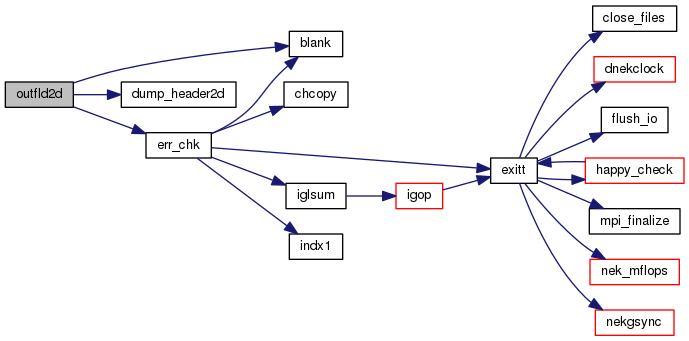 outfld2d
blank
dump_header2d
err_chk
chcopy
iglsum
indx1
igop
exitt
close_files
dnekclock
flush_io
happy_check
mpi_finalize
nek_mflops
nekgsync